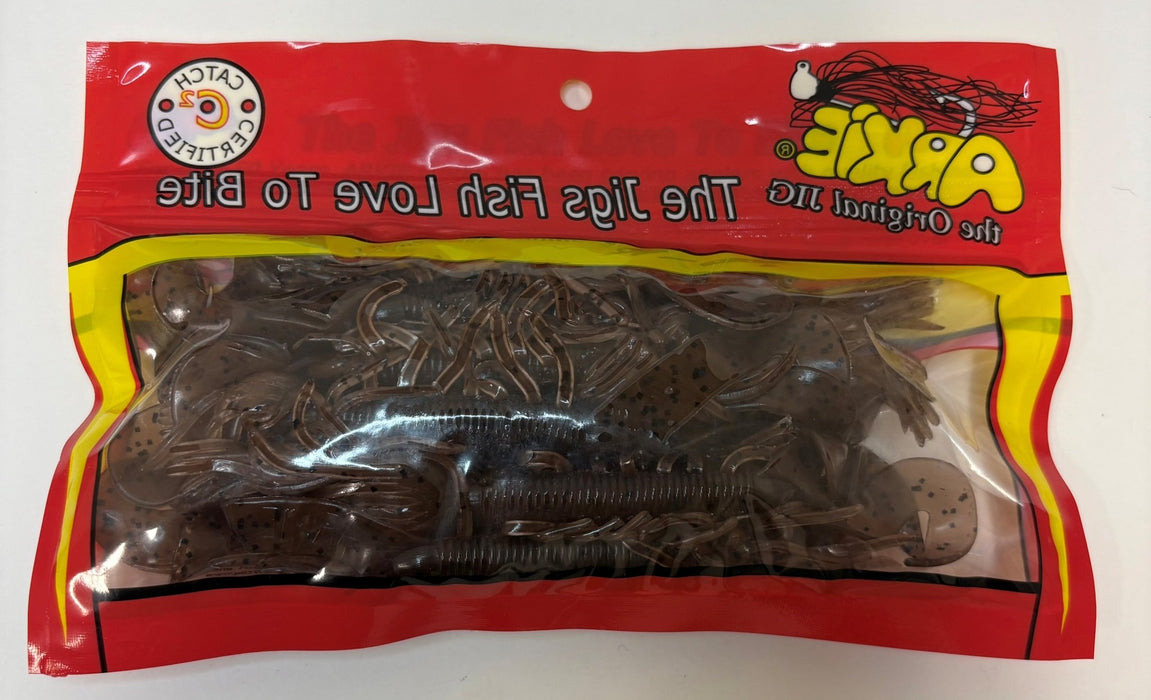 ARKIE®
the Original JIG
The Jigs Fish Love To Bite
CATCH
C2
CERTIFIED